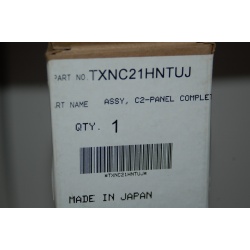 PART NO. TXNC21HNTUJ
ART NAME ASSY, C2-PANEL COMPLET
QTY. 1
*TXNC21HNTUJ*
MADE IN JAPAN